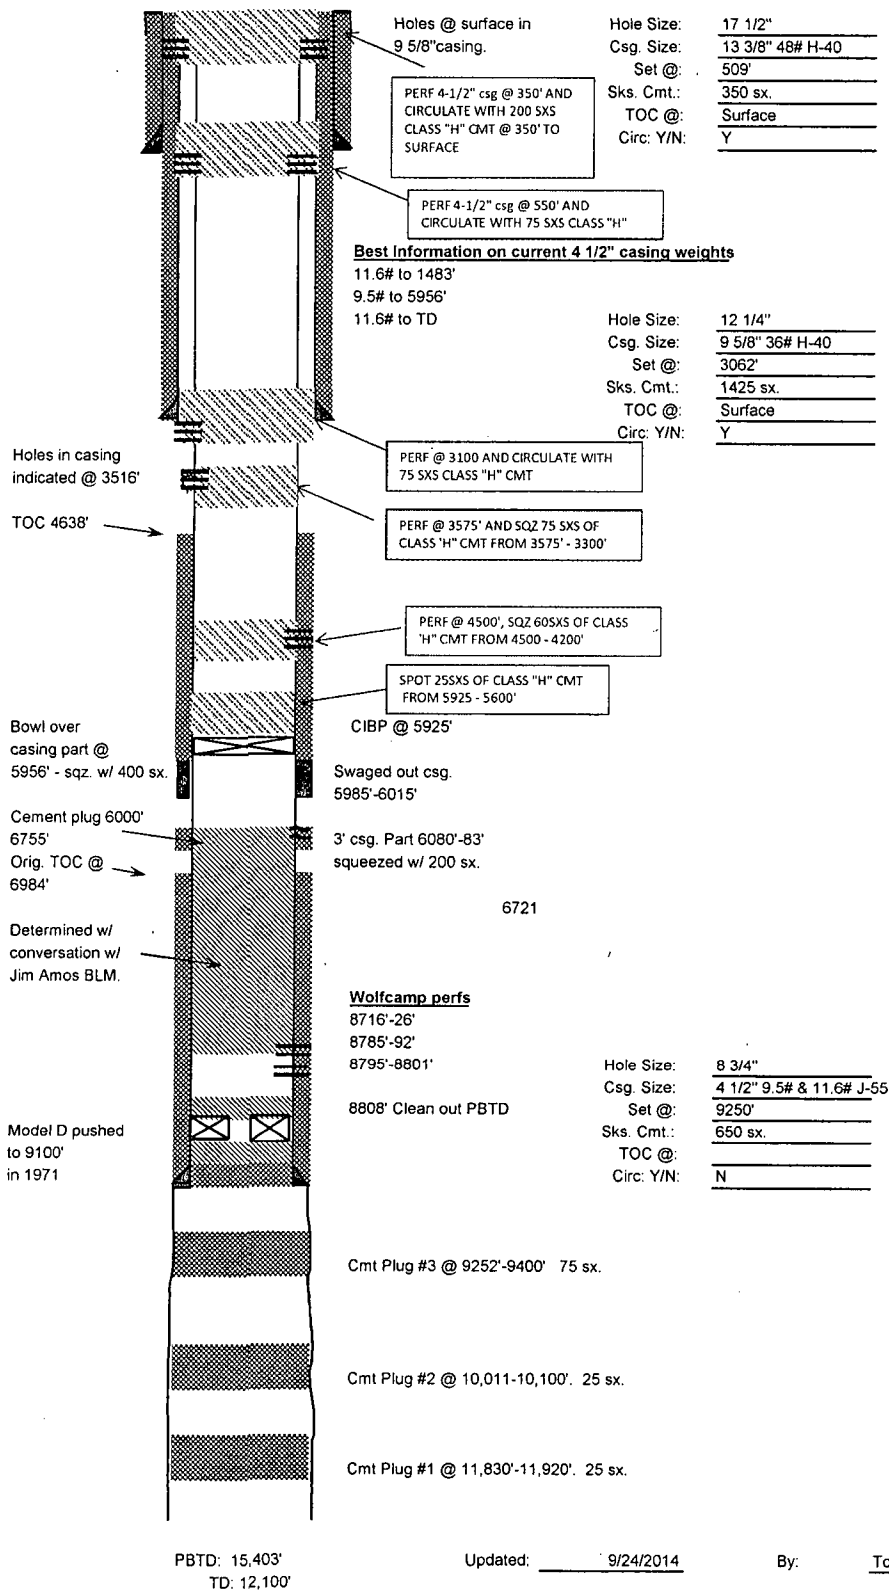 Holes @ surface in
9 5/8"casing.
Hole Size: 17 1/2"
Csg. Size: 13 3/8" 48# H-40
Set @: 509'
Sks. Cmt.: 350 sx.
TOC @: Surface
Circ: Y/N: Y
PERF 4-1/2" csg @ 350' AND
CIRCULATE WITH 200 SXS
CLASS "H" CMT @ 350' TO
SURFACE
PERF 4-1/2" csg @ 550' AND
CIRCULATE WITH 75 SXS CLASS "H"
Best Information on current 4 1/2" casing weights
11.6# to 1483'
9.5# to 5956'
11.6# to TD
Hole Size: 12 1/4"
Csg. Size: 9 5/8" 36# H-40
Set @: 3062'
Sks. Cmt.: 1425 sx.
TOC @: Surface
Circ: Y/N: Y
Holes in casing
indicated @ 3516'
PERF @ 3100 AND CIRCULATE WITH
75 SXS CLASS "H" CMT
TOC 4638'
PERF @ 3575' AND SQZ 75 SXS OF
CLASS 'H" CMT FROM 3575' - 3300'
PERF @ 4500', SQZ 60SXS OF CLASS
'H" CMT FROM 4500 - 4200'
SPOT 25SXS OF CLASS "H" CMT
FROM 5925 - 5600'
Bowl over
casing part @
5956' - sqz. w/ 400 sx.
CIBP @ 5925'
Swaged out csg.
5985'-6015'
Cement plug 6000'
6755'
3' csg. Part 6080'-83'
squeezed w/ 200 sx.
Orig. TOC @
6984'
6721
Determined w/
conversation w/
Jim Amos BLM.
Wolfcamp perfs
8716'-26'
8785'-92'
8795'-8801'
8808' Clean out PBTD
Hole Size: 8 3/4"
Csg. Size: 4 1/2" 9.5# & 11.6# J-55
Set @: 9250'
Sks. Cmt.: 650 sx.
TOC @:
Circ: Y/N: N
Model D pushed
to 9100'
in 1971
Cmt Plug #3 @ 9252'-9400' 75 sx.
Cmt Plug #2 @ 10,011-10,100'. 25 sx.
Cmt Plug #1 @ 11,830'-11,920'. 25 sx.
PBTD: 15,403'
TD: 12,100'
Updated: 9/24/2014
By: To